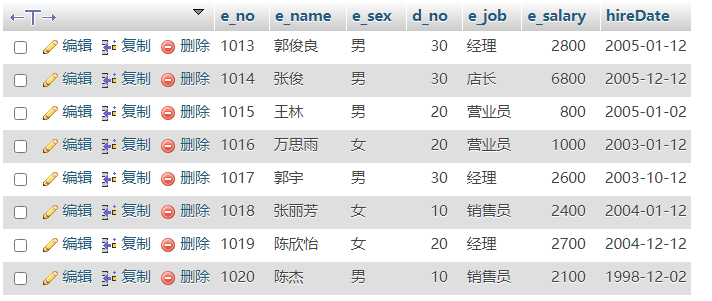 e_no e_name e_sex d_no e_job e_salary hireDate
编辑 复制 删除 1013 郭俊良 男 30 经理 2800 2005-01-12
编辑 复制 删除 1014 张俊 男 30 店长 6800 2005-12-12
编辑 复制 删除 1015 王林 男 20 营业员 800 2005-01-02
编辑 复制 删除 1016 万思雨 女 20 营业员 1000 2003-01-12
编辑 复制 删除 1017 郭宇 男 30 经理 2600 2003-10-12
编辑 复制 删除 1018 张丽芳 女 10 销售员 2400 2004-01-12
编辑 复制 删除 1019 陈欣怡 女 20 经理 2700 2004-12-12
编辑 复制 删除 1020 陈杰 男 10 销售员 2100 1998-12-02